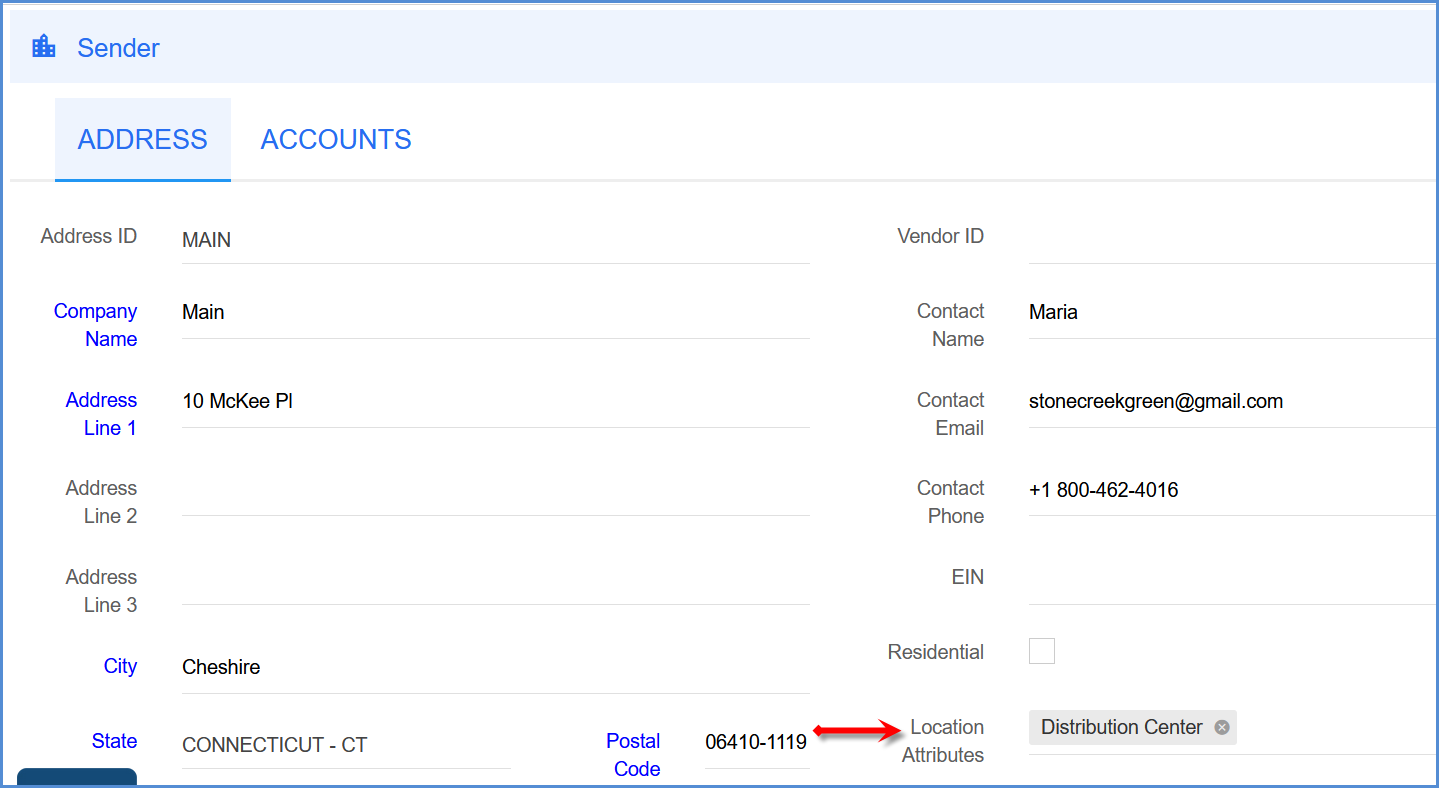 Sender
ADDRESS ACCOUNTS
Address ID MAIN
Company
Name
Main
Address
Line 1
10 McKee Pl
Address
Line 2
Address
Line 3
City Cheshire
State CONNECTICUT - CT
Postal
Code
06410-1119
Vendor ID
Contact
Name
Maria
Contact
Email
stonecreekgreen@gmail.com
Contact
Phone
+1 800-462-4016
EIN
Residential
Location
Attributes
Distribution Center